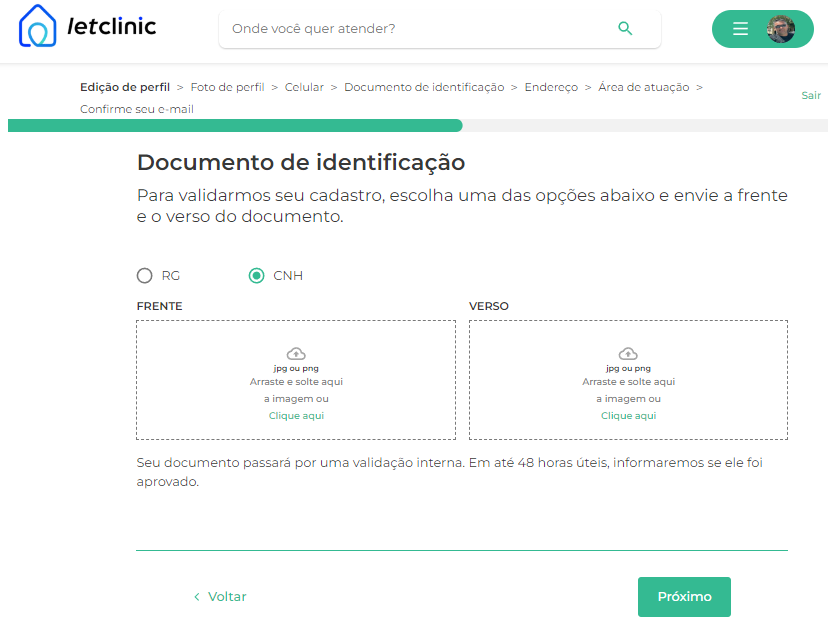 letclinic
Onde você quer atender?
Edição de perfil > Foto de perfil > Celular > Documento de identificação > Endereço > Área de atuação >
Confirme seu e-mail
Sair
Documento de identificação
Para validarmos seu cadastro, escolha uma das opções abaixo e envie a frente
e o verso do documento.
RG
CNH
FRENTE
jpg ou png
Arraste e solte aqui
a imagem ou
Clique aqui
VERSO
jpg ou png
Arraste e solte aqui
a imagem ou
Clique aqui
Seu documento passará por uma validação interna. Em até 48 horas úteis, informaremos se ele foi
aprovado.
< Voltar
Próximo